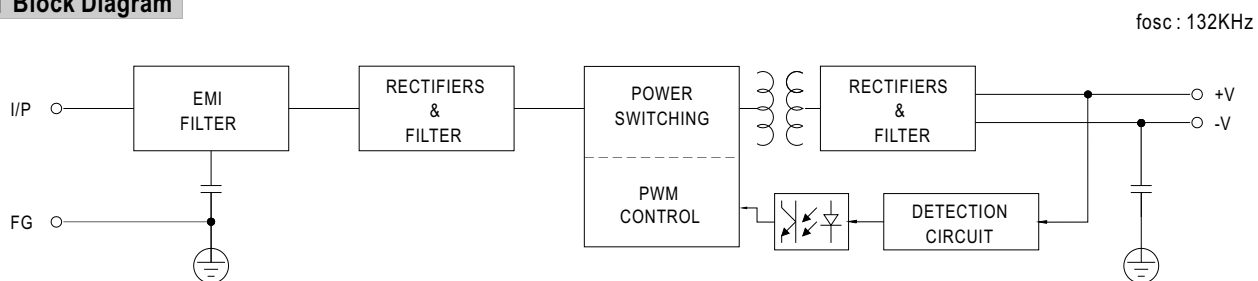 Block Diagram
fosc : 132KHz
I/P
EMI
FILTER
RECTIFIERS
&
FILTER
POWER
SWITCHING
RECTIFIERS
&
FILTER
+V
-V
PWM
CONTROL
DETECTION
CIRCUIT
FG